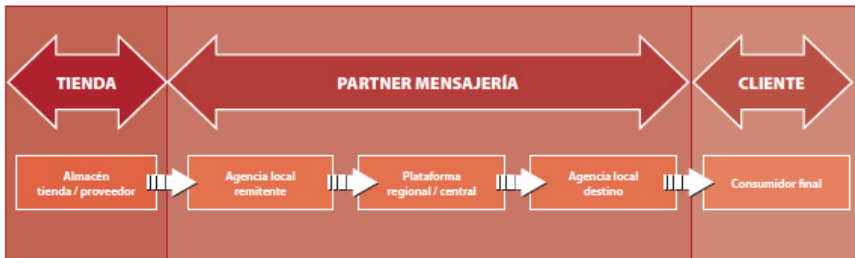 TIENDA
PARTNER MENSAJERÍA
CLIENTE
Almacén
tienda / proveedor
Agencia local
remitente
Plataforma
regional / central
Agencia local
destino
Consumidor final